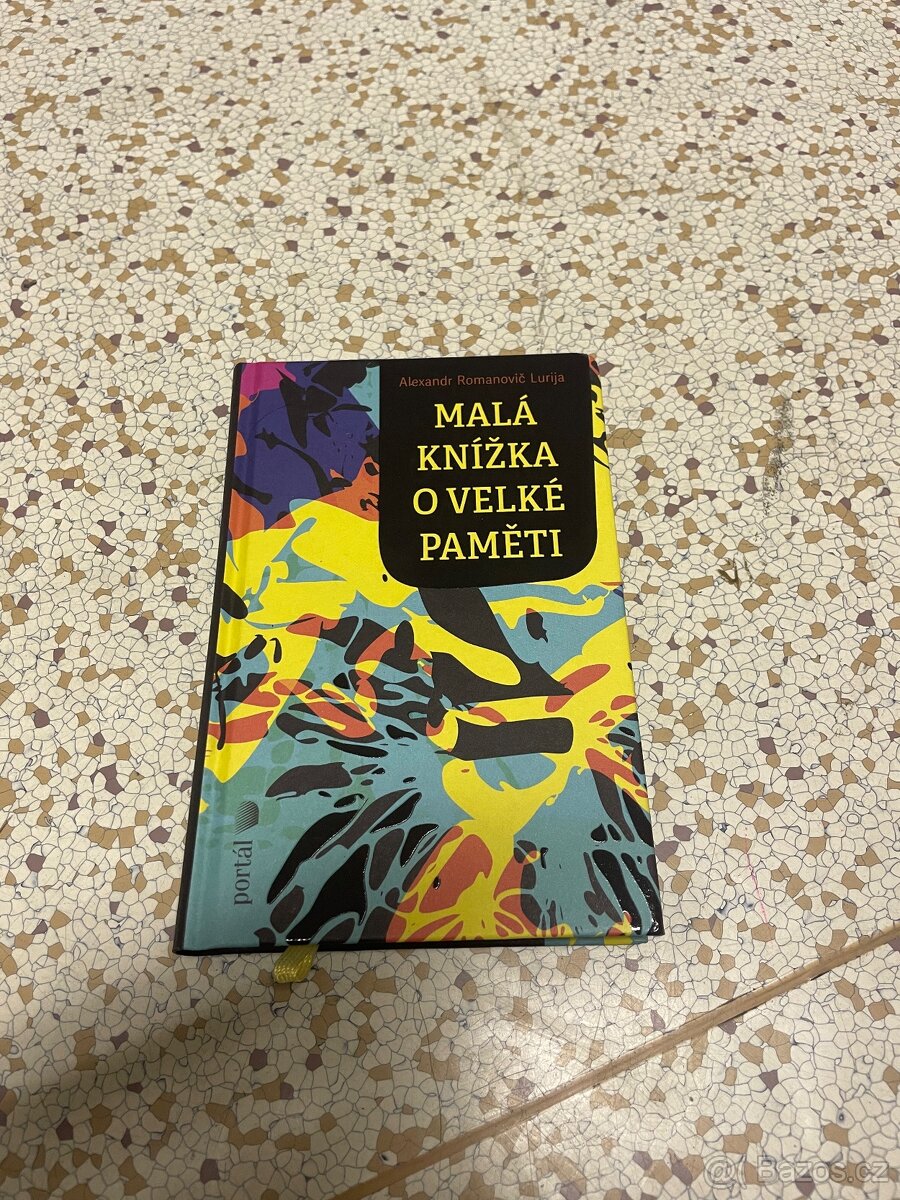 Alexandr Romanovič Lurija
MALÁ
KNÍŽKA
O VELKÉ
PAMĚTI
portál
Bazos.cz